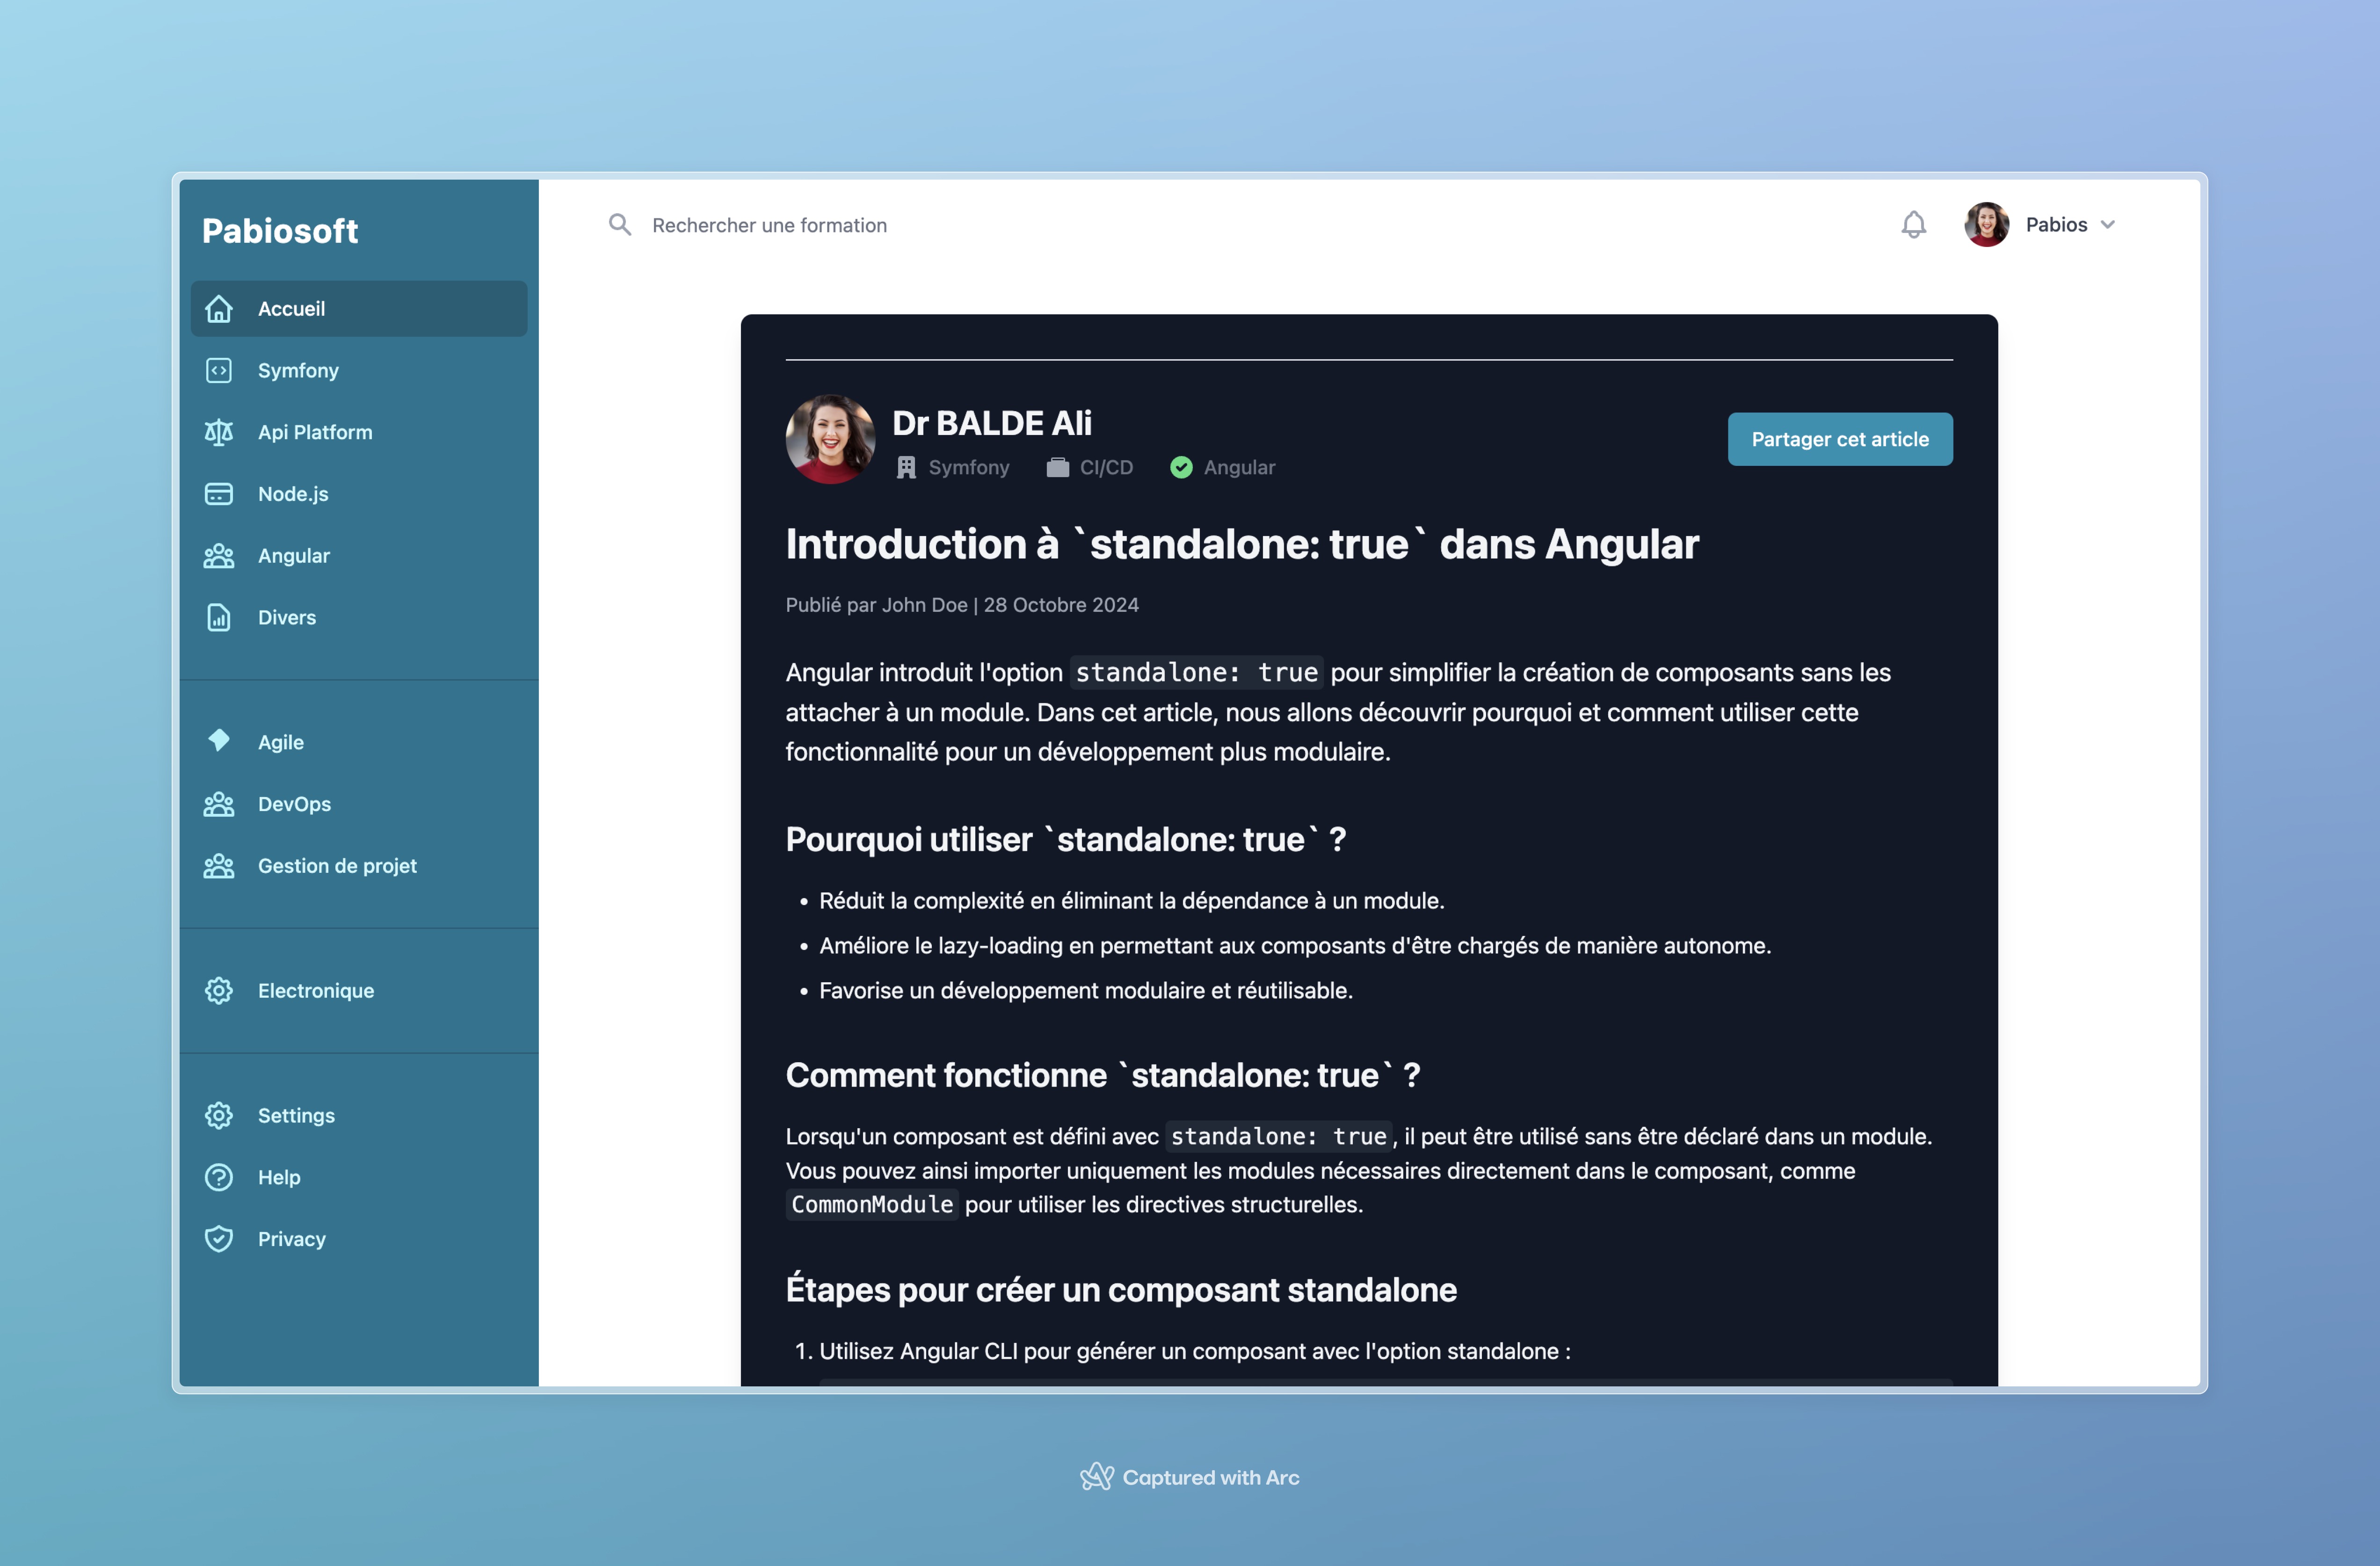 Pabiosoft
Accueil
Symfony
Api Platform
Node.js
Angular
Divers
Agile
DevOps
Gestion de projet
Electronique
Settings
Help
Privacy
Rechercher une formation
Pabios
Dr BALDE Ali
Symfony CI/CD Angular
Partager cet article
Introduction à `standalone: true` dans Angular
Publié par John Doe | 28 Octobre 2024
Angular introduit l'option standalone: true pour simplifier la création de composants sans les
attacher à un module. Dans cet article, nous allons découvrir pourquoi et comment utiliser cette
fonctionnalité pour un développement plus modulaire.
Pourquoi utiliser `standalone: true` ?
• Réduit la complexité en éliminant la dépendance à un module.
• Améliore le lazy-loading en permettant aux composants d'être chargés de manière autonome.
• Favorise un développement modulaire et réutilisable.
Comment fonctionne `standalone: true` ?
Lorsqu'un composant est défini avec standalone: true, il peut être utilisé sans être déclaré dans un module.
Vous pouvez ainsi importer uniquement les modules nécessaires directement dans le composant, comme
CommonModule pour utiliser les directives structurelles.
Étapes pour créer un composant standalone
1. Utilisez Angular CLI pour générer un composant avec l'option standalone :
Captured with Arc